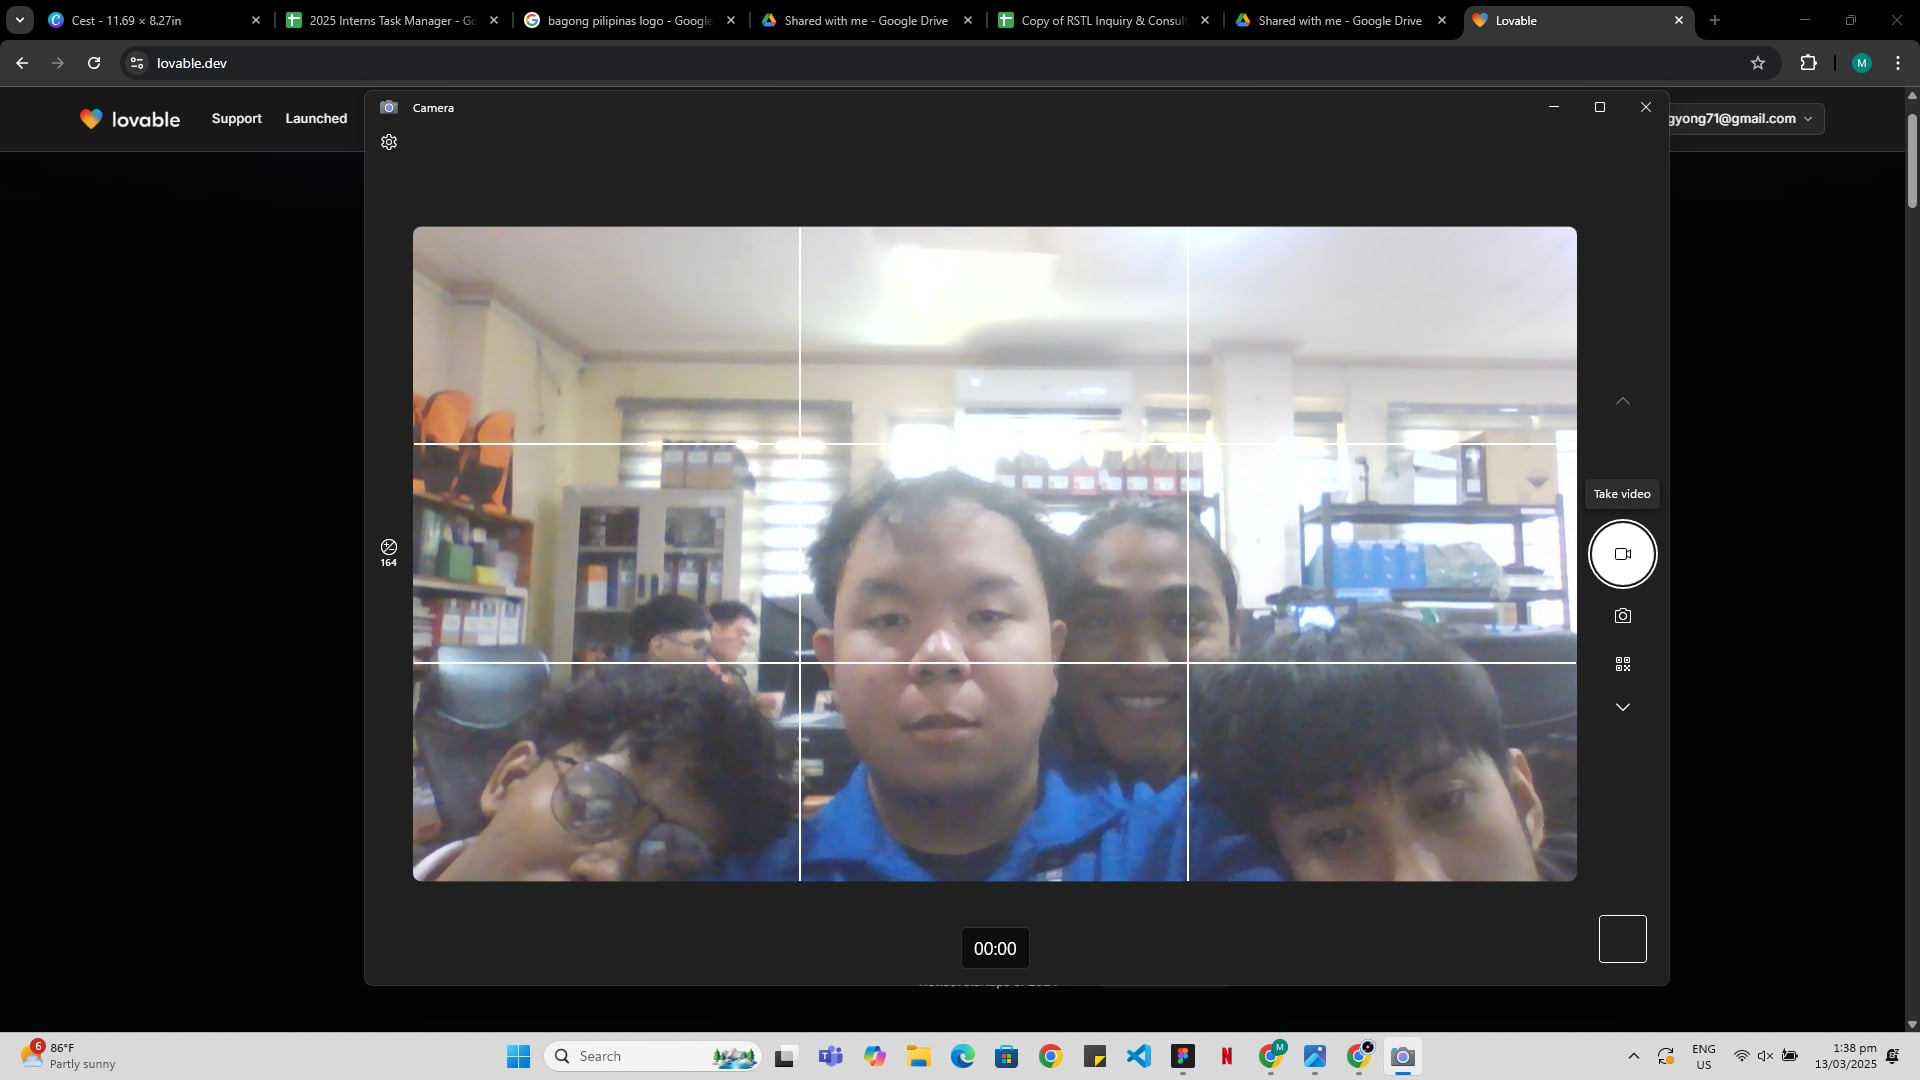 Cest - 11.69 × 8.27in
2025 Interns Task Manager - Go
bagong pilipinas logo - Google
Shared with me - Google Drive
Copy of RSTL Inquiry & Consult
Shared with me - Google Drive
Lovable
lovable.dev
M
lovable
Support
Launched
gyong71@gmail.com
Camera
Take video
164
00:00
6
86°F
Partly sunny
Search
M
ENG
US
1:38 pm
13/03/2025